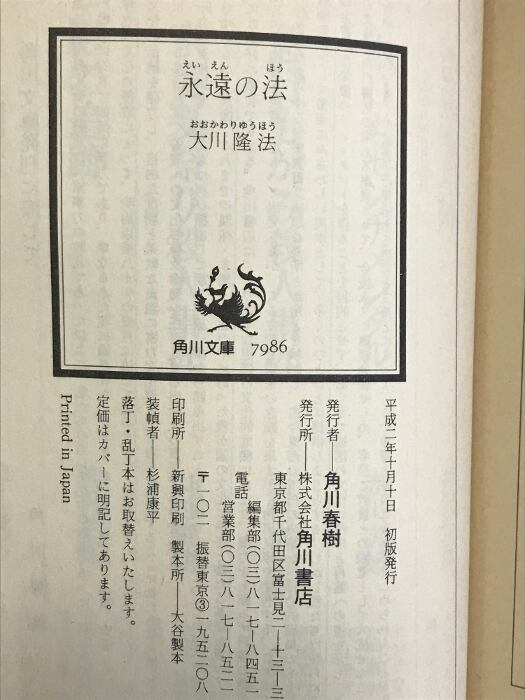 えいえん ほう
永遠の法
おおかわりゅうほう
大川隆法
角川文庫 7986
平成二年十月十日 初版発行
発行者――角川春樹
発行所――株式会社角川書店
東京都千代田区富士見二―十三―三
電話
編集部(〇三)八一七―八四五一
営業部(〇三)八一七―八五二一
〒一〇二 振替東京③一九五二〇八
印刷所――新興印刷 製本所――大谷製本
装幀者――杉浦康平
落丁・乱丁本はお取替えいたします。
定価はカバーに明記してあります。
Printed in Japan